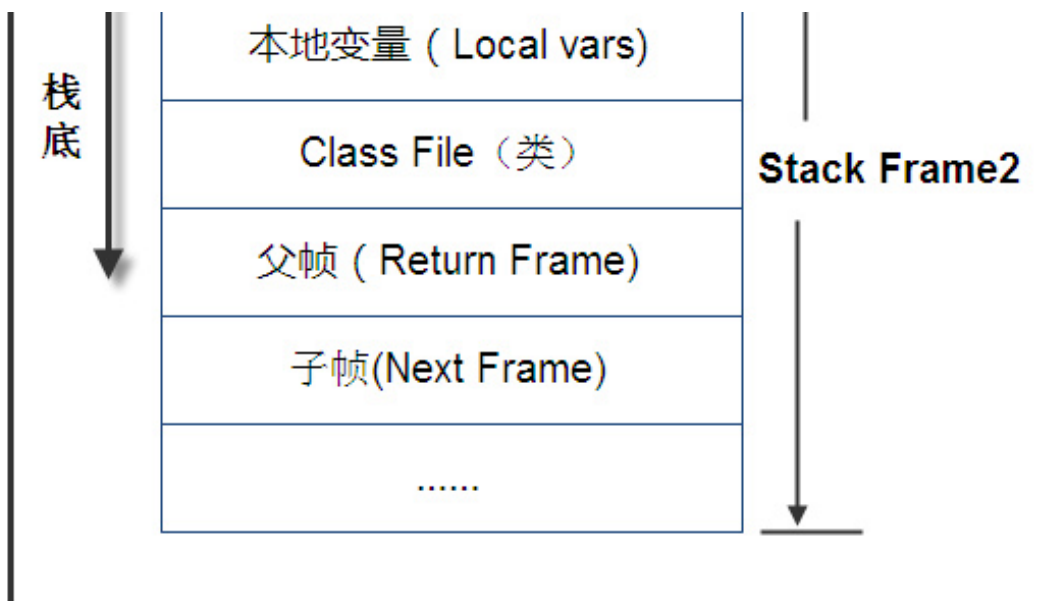 本地变量 ( Local vars)
栈
底
Class File（类）
Stack Frame2
父帧 ( Return Frame)
子帧(Next Frame)
......